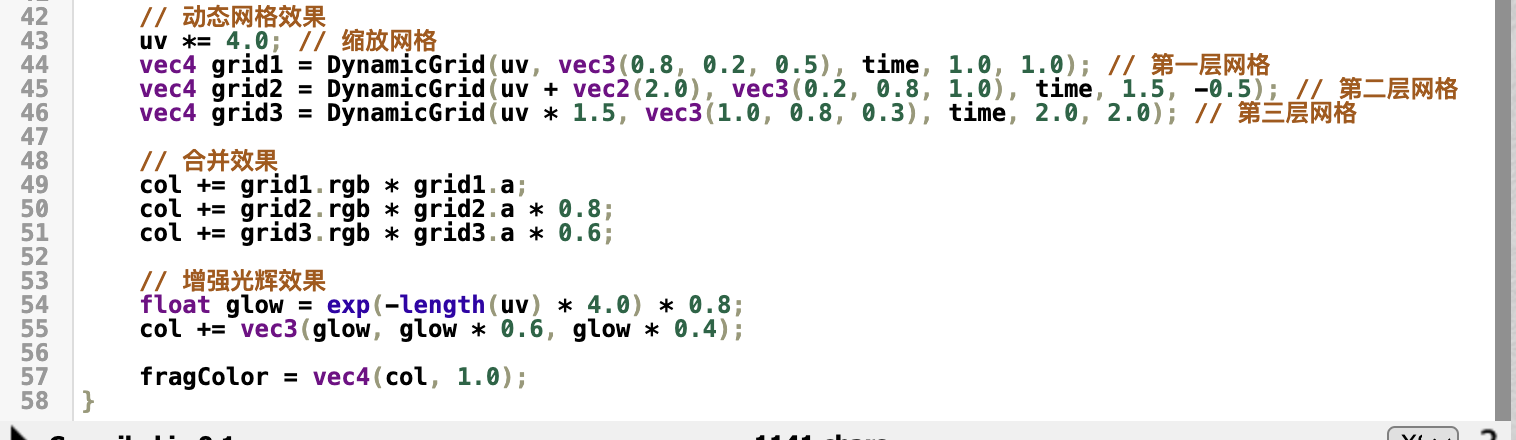 42 // 动态网格效果
43 uv *= 4.0; // 缩放网格
44 vec4 grid1 = DynamicGrid(uv, vec3(0.8, 0.2, 0.5), time, 1.0, 1.0); // 第一层网格
45 vec4 grid2 = DynamicGrid(uv + vec2(2.0), vec3(0.2, 0.8, 1.0), time, 1.5, -0.5); // 第二层网格
46 vec4 grid3 = DynamicGrid(uv * 1.5, vec3(1.0, 0.8, 0.3), time, 2.0, 2.0); // 第三层网格
47
48 // 合并效果
49 col += grid1.rgb * grid1.a;
50 col += grid2.rgb * grid2.a * 0.8;
51 col += grid3.rgb * grid3.a * 0.6;
52
53 // 增强光辉效果
54 float glow = exp(-length(uv) * 4.0) * 0.8;
55 col += vec3(glow, glow * 0.6, glow * 0.4);
56
57 fragColor = vec4(col, 1.0);
58 }